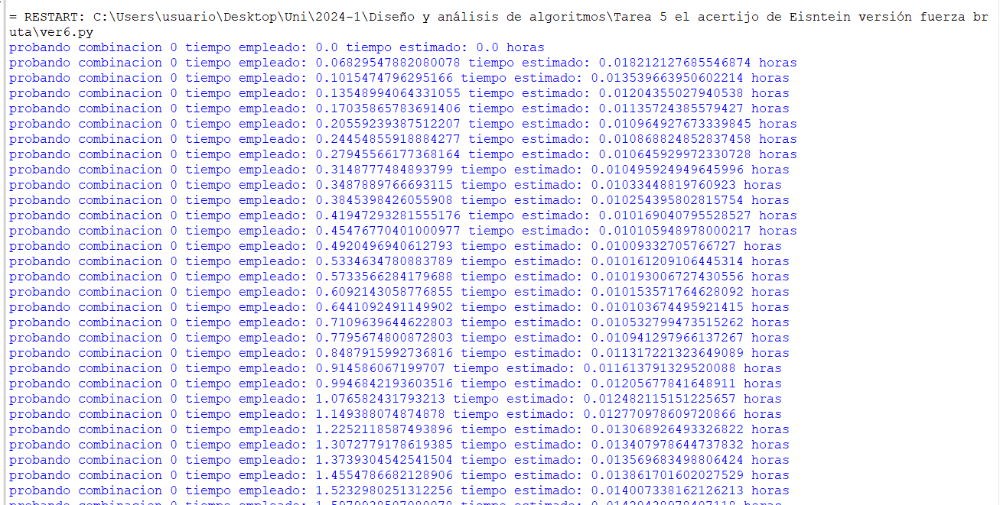 = RESTART: C:\Users\usuario\Desktop\Uni\2024-1\Diseño y análisis de algoritmos\Tarea 5 el acertijo de Eisntein versión fuerza br
uta\ver6.py
probando combinacion 0 tiempo empleado: 0.0 tiempo estimado: 0.0 horas
probando combinacion 0 tiempo empleado: 0.06829547882080078 tiempo estimado: 0.018212127685546874 horas
probando combinacion 0 tiempo empleado: 0.1015474796295166 tiempo estimado: 0.013539663950602214 horas
probando combinacion 0 tiempo empleado: 0.13548994064331055 tiempo estimado: 0.01204355027940538 horas
probando combinacion 0 tiempo empleado: 0.17035865783691406 tiempo estimado: 0.01135724385579427 horas
probando combinacion 0 tiempo empleado: 0.20559239387512207 tiempo estimado: 0.010964927673339845 horas
probando combinacion 0 tiempo empleado: 0.24454855918884277 tiempo estimado: 0.010868824852837458 horas
probando combinacion 0 tiempo empleado: 0.27945566177368164 tiempo estimado: 0.010645929972330728 horas
probando combinacion 0 tiempo empleado: 0.3148777484893799 tiempo estimado: 0.010495924949645996 horas
probando combinacion 0 tiempo empleado: 0.3487889766693115 tiempo estimado: 0.01033448819760923 horas
probando combinacion 0 tiempo empleado: 0.3845398426055908 tiempo estimado: 0.010254395802815754 horas
probando combinacion 0 tiempo empleado: 0.41947293281555176 tiempo estimado: 0.010169040795528527 horas
probando combinacion 0 tiempo empleado: 0.45476770401000977 tiempo estimado: 0.010105948978000217 horas
probando combinacion 0 tiempo empleado: 0.4920496940612793 tiempo estimado: 0.01009332705766727 horas
probando combinacion 0 tiempo empleado: 0.5334634780883789 tiempo estimado: 0.010161209106445314 horas
probando combinacion 0 tiempo empleado: 0.5733566284179688 tiempo estimado: 0.010193006727430556 horas
probando combinacion 0 tiempo empleado: 0.6092143058776855 tiempo estimado: 0.010153571764628092 horas
probando combinacion 0 tiempo empleado: 0.6441092491149902 tiempo estimado: 0.010103674495921415 horas
probando combinacion 0 tiempo empleado: 0.7109639644622803 tiempo estimado: 0.010532799473515262 horas
probando combinacion 0 tiempo empleado: 0.7795674800872803 tiempo estimado: 0.010941297966137267 horas
probando combinacion 0 tiempo empleado: 0.8487915992736816 tiempo estimado: 0.011317221323649089 horas
probando combinacion 0 tiempo empleado: 0.914586067199707 tiempo estimado: 0.011613791329520088 horas
probando combinacion 0 tiempo empleado: 0.9946842193603516 tiempo estimado: 0.01205677841648911 horas
probando combinacion 0 tiempo empleado: 1.076582431793213 tiempo estimado: 0.012482115151225657 horas
probando combinacion 0 tiempo empleado: 1.149388074874878 tiempo estimado: 0.012770978609720866 horas
probando combinacion 0 tiempo empleado: 1.2252118587493896 tiempo estimado: 0.013068926493326822 horas
probando combinacion 0 tiempo empleado: 1.3072779178619385 tiempo estimado: 0.013407978644737832 horas
probando combinacion 0 tiempo empleado: 1.3739304542541504 tiempo estimado: 0.013569683498806424 horas
probando combinacion 0 tiempo empleado: 1.4554786682128906 tiempo estimado: 0.013861701602027529 horas
probando combinacion 0 tiempo empleado: 1.5232980251312256 tiempo estimado: 0.014007338162126213 horas
probando combinacion 0 tiempo empleado: tiempo estimado: horas